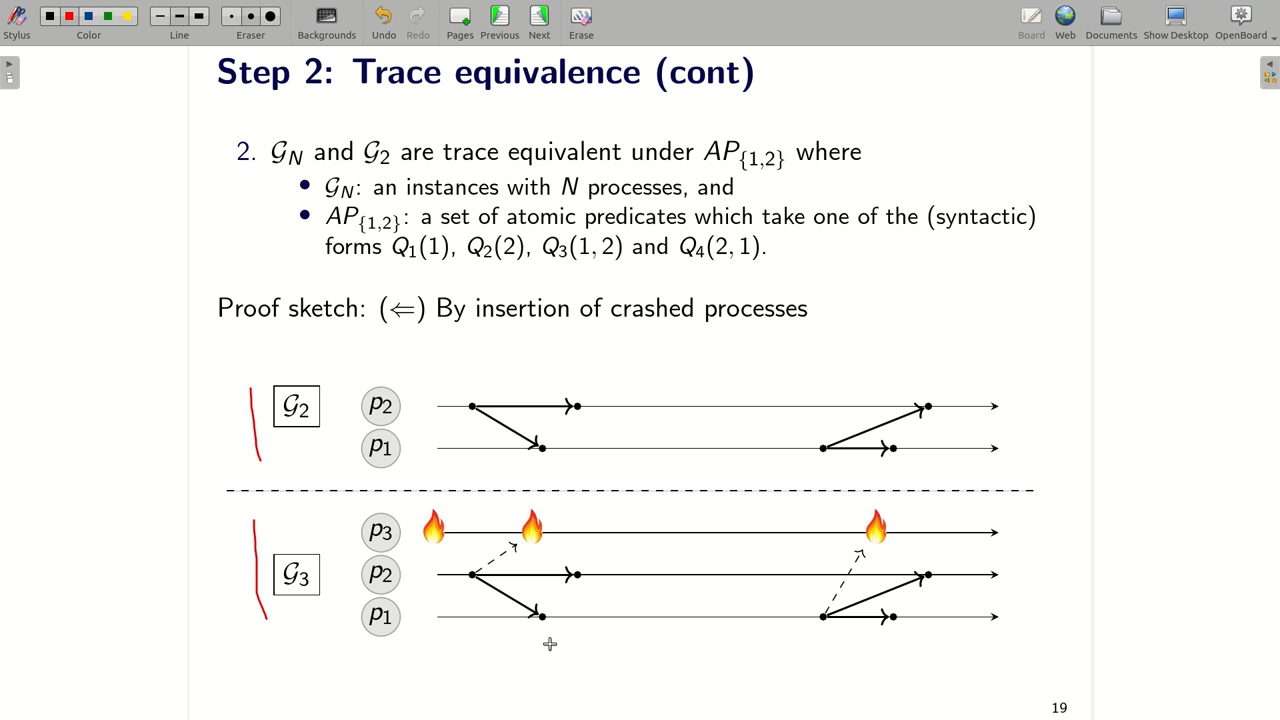 Stylus Color Line Eraser Backgrounds Undo Redo Pages Previous Next Erase Board Web Documents Show Desktop OpenBoard
Step 2: Trace equivalence (cont)
2. 𝒢N and 𝒢2 are trace equivalent under AP{1,2} where
• 𝒢N: an instances with N processes, and
• AP{1,2}: a set of atomic predicates which take one of the (syntactic)
forms Q1(1), Q2(2), Q3(1, 2) and Q4(2, 1).
Proof sketch: (⇐) By insertion of crashed processes
𝒢2
p2
p1
p3
𝒢3
p2
p1
19